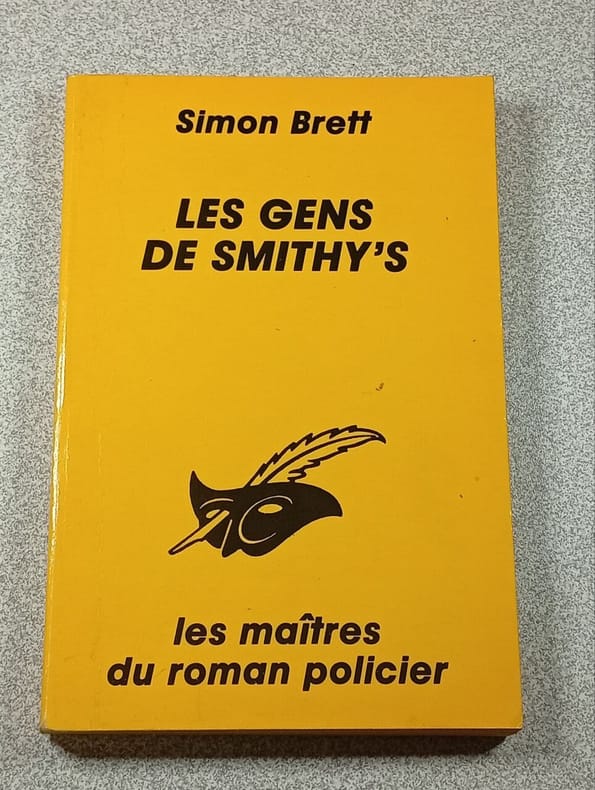 Simon Brett
LES GENS
DE SMITHY'S
les maîtres
du roman policier